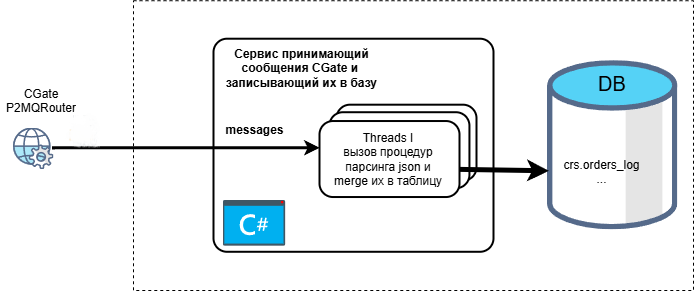 CGate
P2MQRouter
Сервис принимающий
сообщения CGate и
записывающий их в базу
messages
Threads I
вызов процедур
парсинга json и
merge их в таблицу
C#
DB
crs.orders_log
...